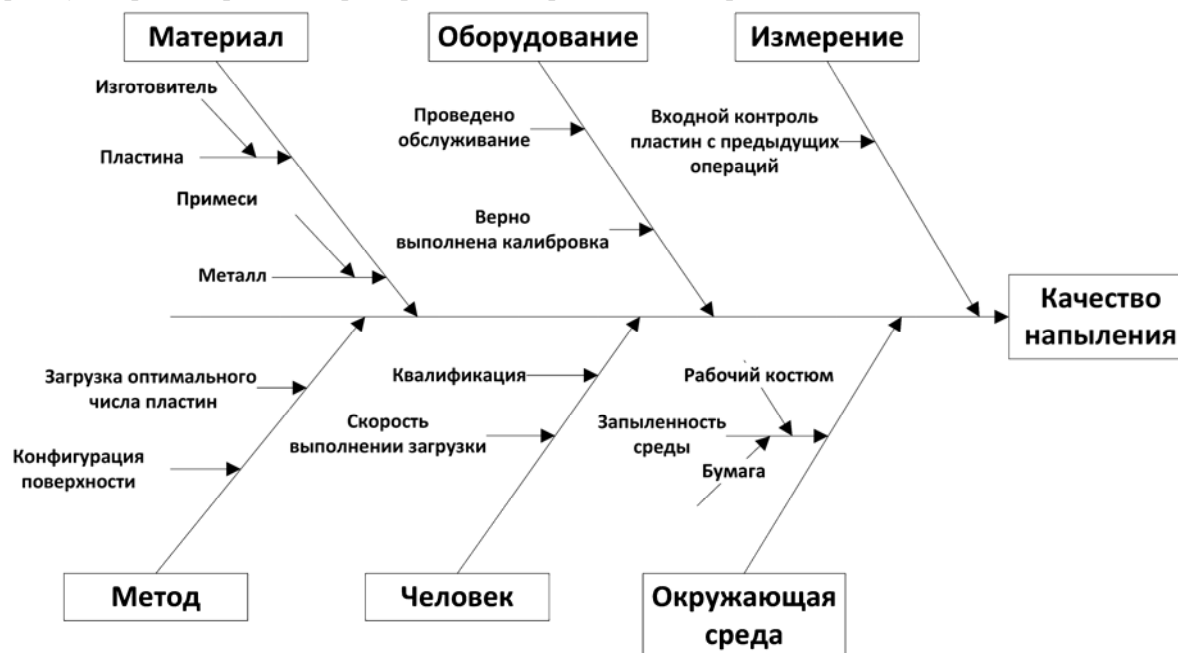 Материал
Оборудование
Измерение
Изготовитель
Пластина
Примеси
Металл
Проведено
обслуживание
Верно
выполнена калибровка
Входной контроль
пластин с предыдущих
операций
Качество
напыления
Загрузка оптимального
числа пластин
Конфигурация
поверхности
Квалификация
Скорость
выполнении загрузки
Рабочий костюм
Запыленность
среды
Бумага
Метод
Человек
Окружающая
среда